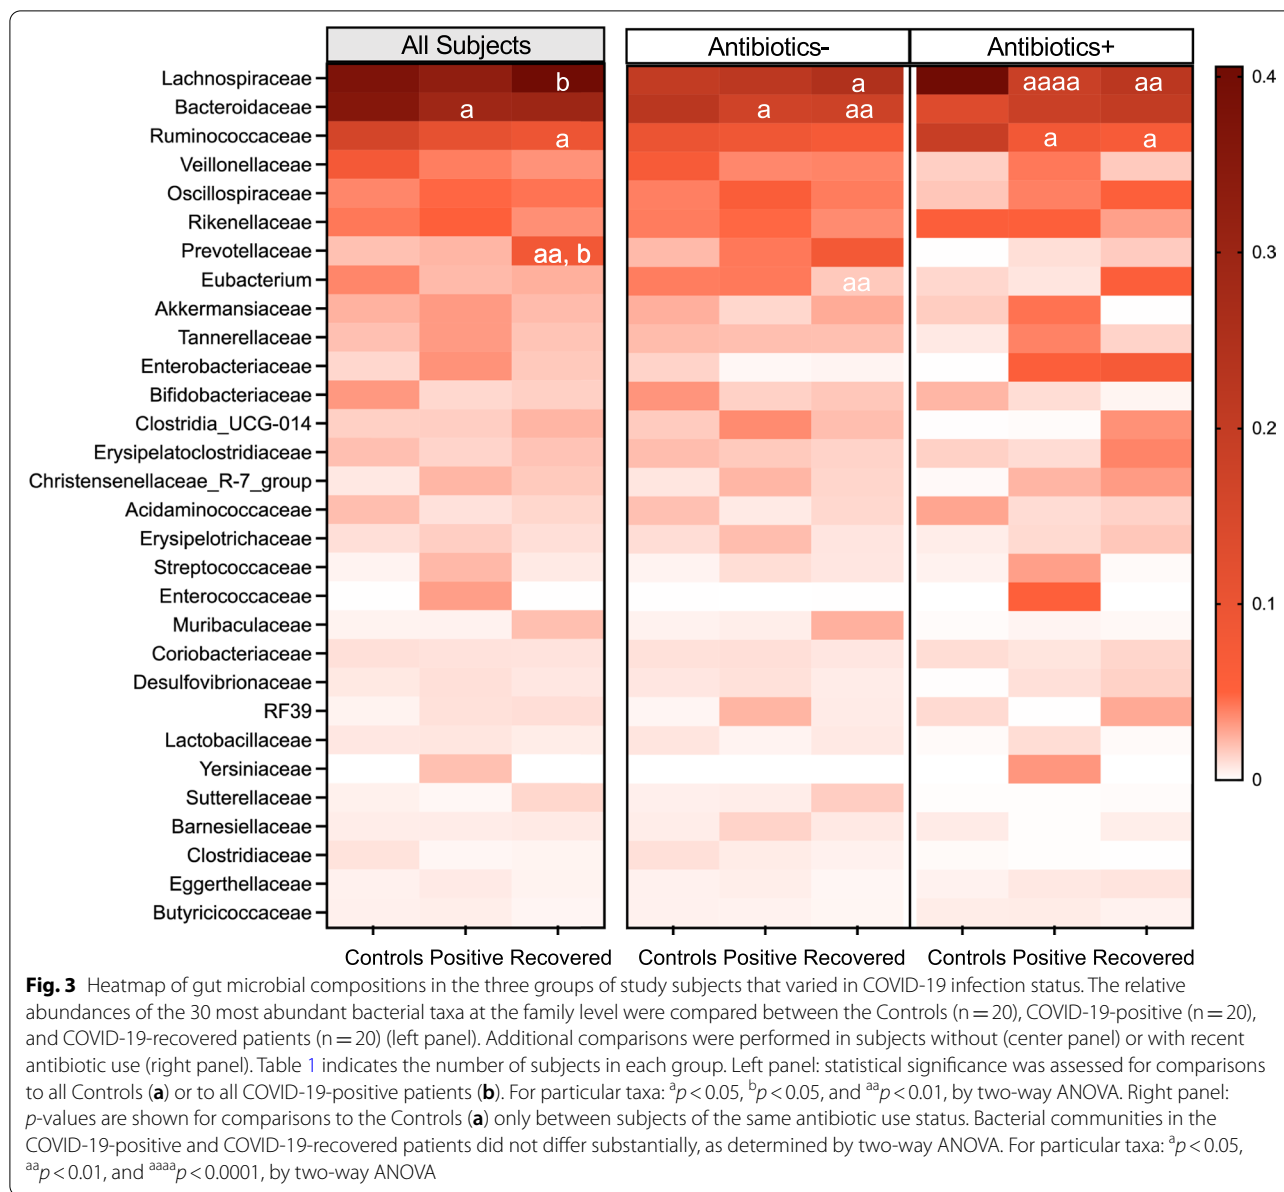 All Subjects Antibiotics- Antibiotics+
Lachnospiraceae b a aaaa aa 0.4
Bacteroidaceae a a aa
Ruminococcaceae a a a
Veillonellaceae
Oscillospiraceae
Rikenellaceae
Prevotellaceae aa, b 0.3
Eubacterium aa
Akkermansiaceae
Tannerellaceae
Enterobacteriaceae
Bifidobacteriaceae
Clostridia_UCG-014 0.2
Erysipelatoclostridiaceae
Christensenellaceae_R-7_group
Acidaminococcaceae
Erysipelotrichaceae
Streptococcaceae
Enterococcaceae 0.1
Muribaculaceae
Coriobacteriaceae
Desulfovibrionaceae
RF39
Lactobacillaceae
Yersiniaceae 0
Sutterellaceae
Barnesiellaceae
Clostridiaceae
Eggerthellaceae
Butyricicoccaceae
Controls Positive Recovered Controls Positive Recovered Controls Positive Recovered
Fig. 3 Heatmap of gut microbial compositions in the three groups of study subjects that varied in COVID-19 infection status. The relative
abundances of the 30 most abundant bacterial taxa at the family level were compared between the Controls (n = 20), COVID-19-positive (n = 20),
and COVID-19-recovered patients (n = 20) (left panel). Additional comparisons were performed in subjects without (center panel) or with recent
antibiotic use (right panel). Table 1 indicates the number of subjects in each group. Left panel: statistical significance was assessed for comparisons
to all Controls (a) or to all COVID-19-positive patients (b). For particular taxa: ᵃp < 0.05, ᵇp < 0.05, and ᵃᵃp < 0.01, by two-way ANOVA. Right panel:
p-values are shown for comparisons to the Controls (a) only between subjects of the same antibiotic use status. Bacterial communities in the
COVID-19-positive and COVID-19-recovered patients did not differ substantially, as determined by two-way ANOVA. For particular taxa: ᵃp < 0.05,
ᵃᵃp < 0.01, and ᵃᵃᵃᵃp < 0.0001, by two-way ANOVA